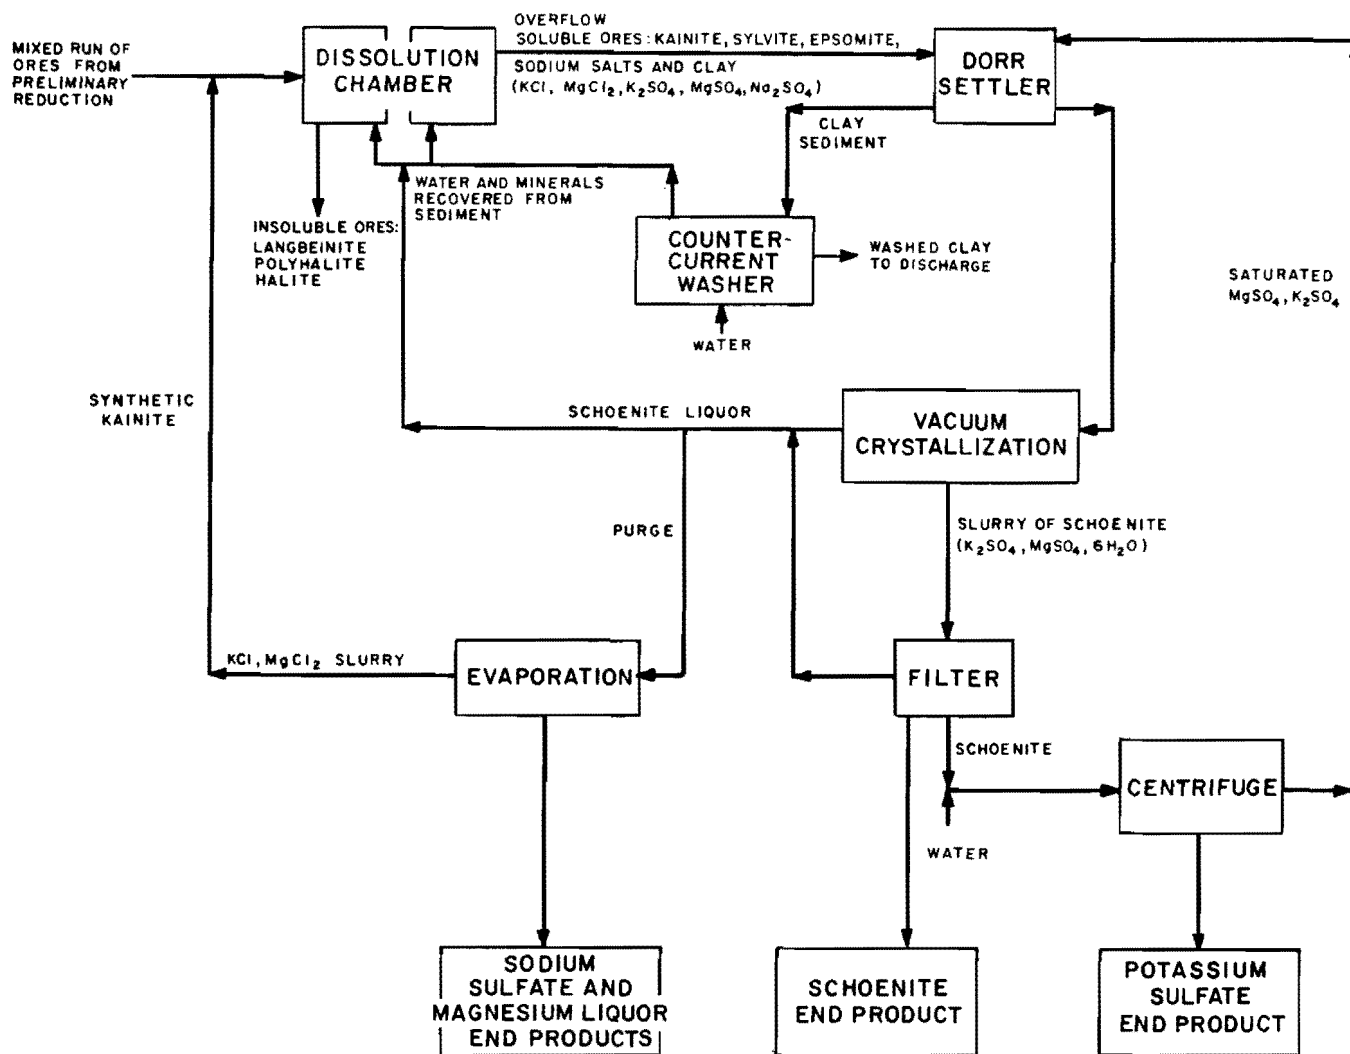 MIXED RUN OF
ORES FROM
PRELIMINARY
REDUCTION
DISSOLUTION
CHAMBER
OVERFLOW
SOLUBLE ORES: KAINITE, SYLVITE, EPSOMITE,
SODIUM SALTS AND CLAY
(KCl, MgCl₂, K₂SO₄, MgSO₄, Na₂SO₄)
DORR
SETTLER
CLAY
SEDIMENT
WATER AND MINERALS
RECOVERED FROM
SEDIMENT
INSOLUBLE ORES:
LANGBEINITE
POLYHALITE
HALITE
COUNTER-
CURRENT
WASHER
WASHED CLAY
TO DISCHARGE
WATER
SATURATED
MgSO₄, K₂SO₄
SYNTHETIC
KAINITE
SCHOENITE LIQUOR
VACUUM
CRYSTALLIZATION
PURGE
SLURRY OF SCHOENITE
(K₂SO₄, MgSO₄, 6H₂O)
KCl, MgCl₂ SLURRY
EVAPORATION
FILTER
SCHOENITE
CENTRIFUGE
WATER
SODIUM
SULFATE AND
MAGNESIUM LIQUOR
END PRODUCTS
SCHOENITE
END PRODUCT
POTASSIUM
SULFATE
END PRODUCT